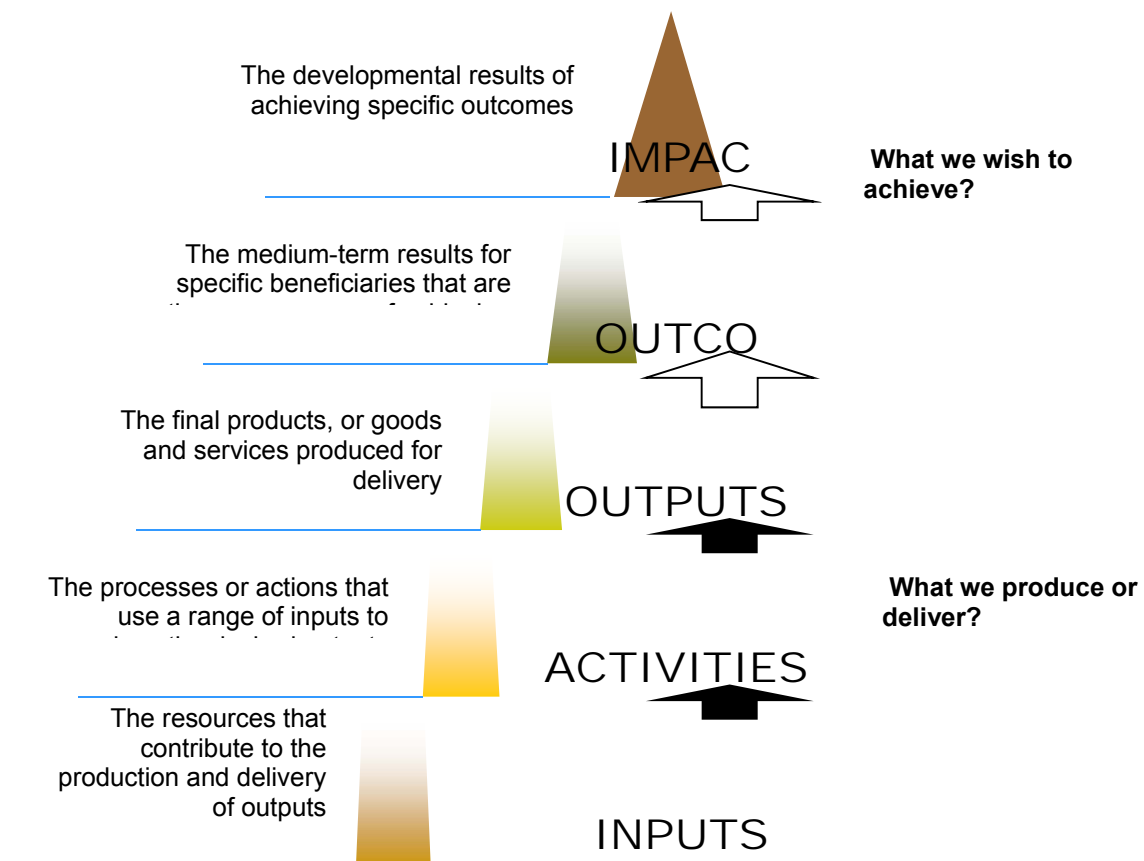 The developmental results of
achieving specific outcomes
IMPAC
What we wish to
achieve?
The medium-term results for
specific beneficiaries that are
OUTCO
The final products, or goods
and services produced for
delivery
OUTPUTS
The processes or actions that
use a range of inputs to
What we produce or
deliver?
ACTIVITIES
The resources that
contribute to the
production and delivery
of outputs
INPUTS